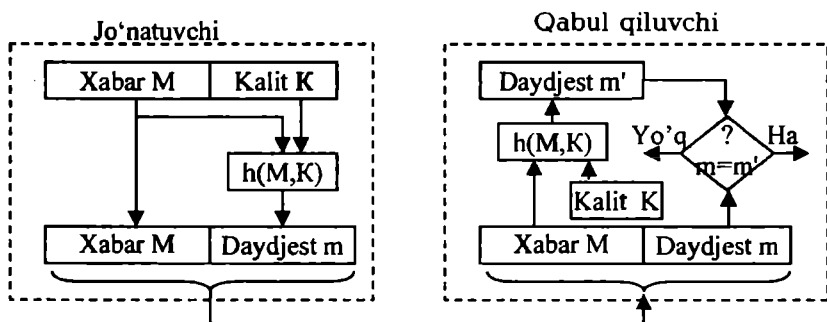 Jo‘natuvchi
Xabar M Kalit K
h(M,K)
Xabar M Daydjest m
Qabul qiluvchi
Daydjest m'
h(M,K)
Kalit K
Yo’q ? Ha
m=m'
Xabar M Daydjest m